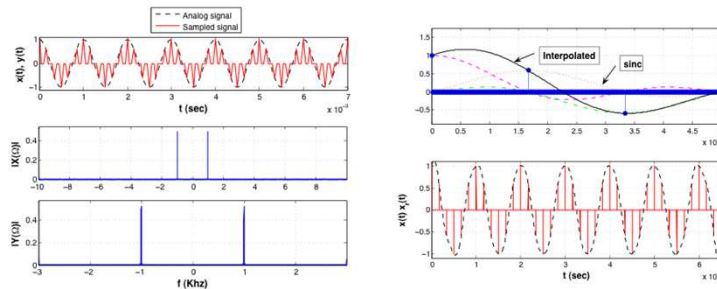 Analog signal
Sampled signal
x(t), y(t)
1
0
−1
0 1 2 3 4 5 6 7
t (sec)
x 10⁻³
|X(Ω)|
0.4
0.2
0
−10 −8 −6 −4 −2 0 2 4 6 8
|Y(Ω)|
0.4
0.2
0
−3 −2 −1 0 1 2
f (Khz)
Interpolated
sinc
1.5
1
0.5
0
−0.5
−1
0 0.5 1 1.5 2 2.5 3 3.5 4 4.5
x 10
x(t) xᵣ(t)
1
0.5
0
−0.5
−1
0 1 2 3 4 5 6
t (sec)
x 10